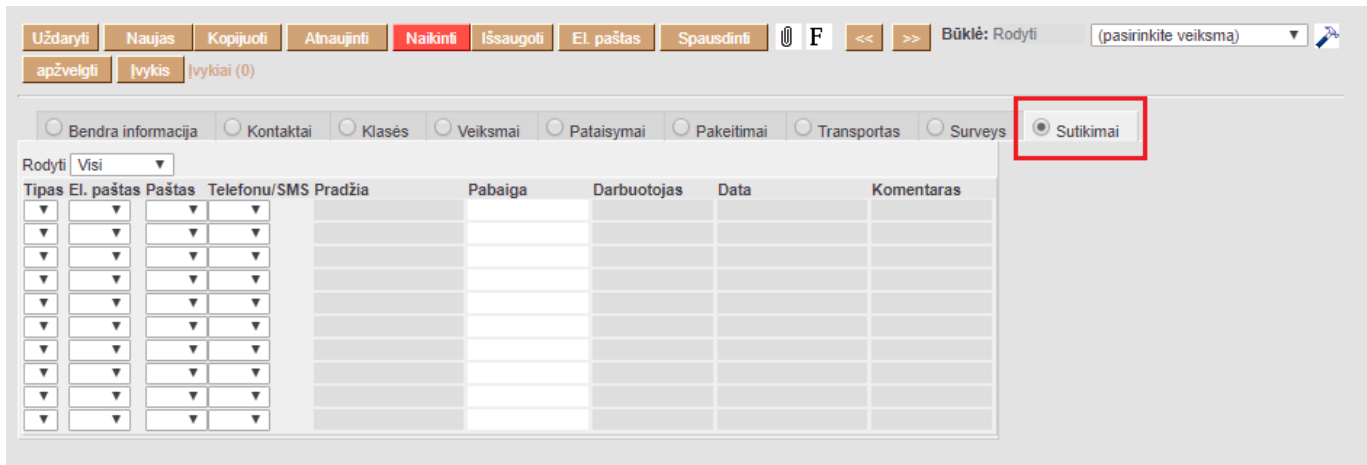 Uždaryti Naujas Kopijuoti Atnaujinti Naikinti Išsaugoti El. paštas Spausdinti F << >> Būklė: Rodyti (pasirinkite veiksmą)
apžvelgti Įvykis Įvykiai (0)
Bendra informacija Kontaktai Klasės Veiksmai Pataisymai Pakeitimai Transportas Surveys Sutikimai
Rodyti Visi
Tipas El. paštas Paštas Telefonu/SMS Pradžia Pabaiga Darbuotojas Data Komentaras